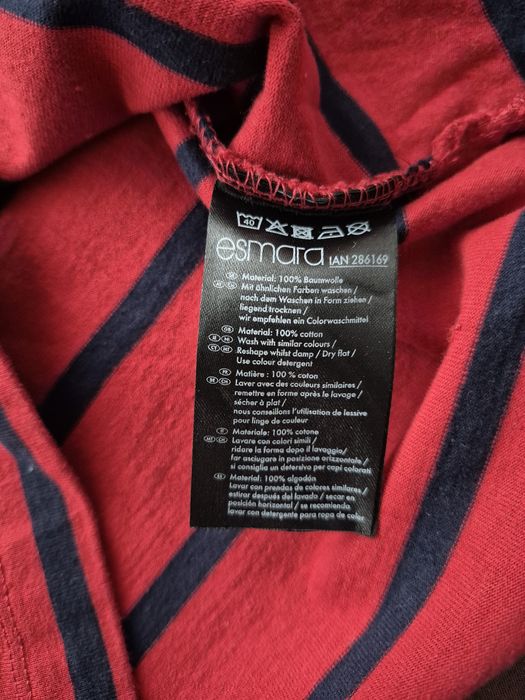 40
esmara IAN 286169
DE Material: 100% Baumwolle
Mit ähnlichen Farben waschen/
nach dem Waschen in Form ziehen/
liegend trocknen/
wir empfehlen ein Colorwaschmittel
GB Material: 100% cotton
Wash with similar colours/
Reshape whilst damp/Dry flat/
Use colour detergent
FR Matière: 100% coton
Laver avec des couleurs similaires/
remettre en forme après le lavage/
sécher à plat/
nous conseillons l'utilisation de lessive
pour linge de couleur
Materiale: 100% cotone
Lavare con colori simili/
ridare la forma dopo il lavaggio/
far asciugare in posizione orizzontale/
si consiglia un detersivo per capi colorati
ES Material: 100% algodón
Lavar con prendas de colores similares/
estirar después del lavado/secar en
posición horizontal/se recomienda
lavar con detergente para ropa de color